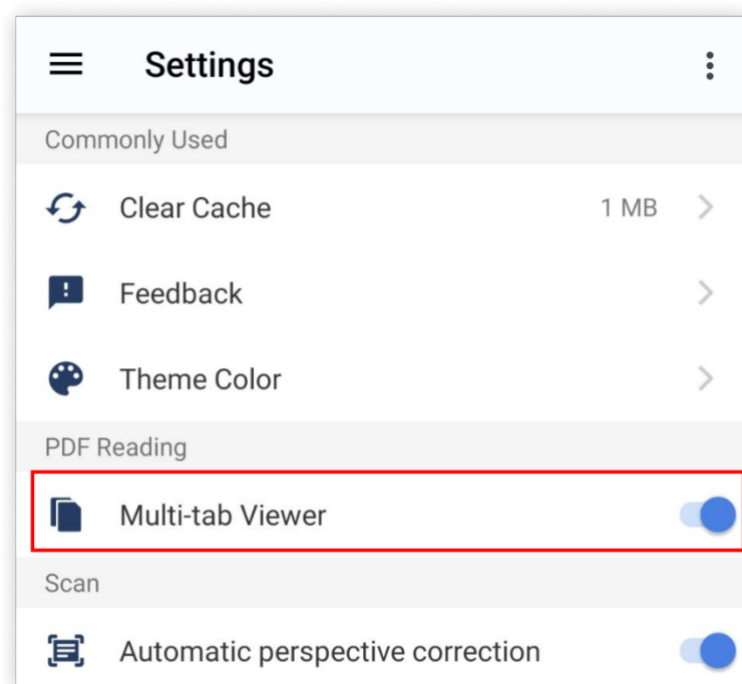 Settings
Commonly Used
Clear Cache 1 MB
Feedback
Theme Color
PDF Reading
Multi-tab Viewer
Scan
Automatic perspective correction